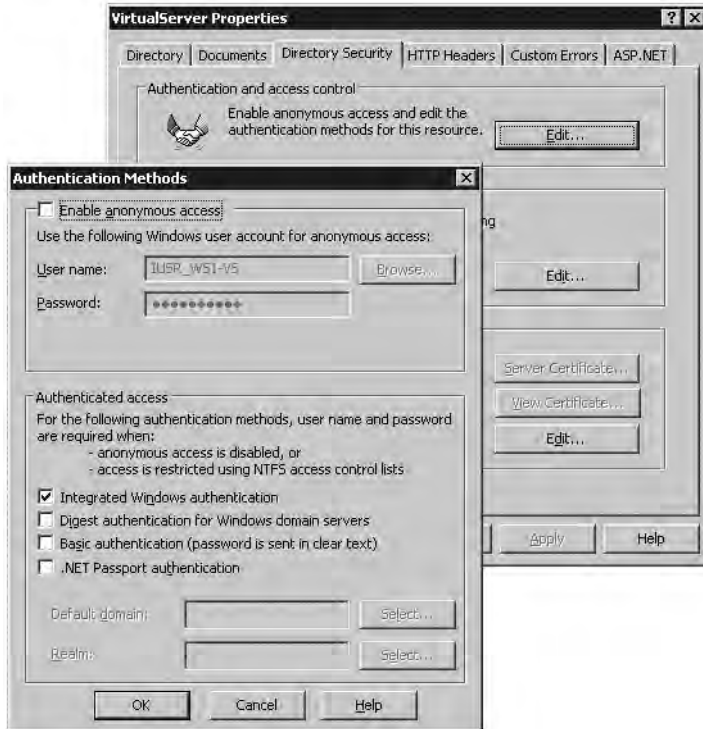 VirtualServer Properties
Directory
Documents
Directory Security
HTTP Headers
Custom Errors
ASP.NET
Authentication and access control
Enable anonymous access and edit the
authentication methods for this resource.
Edit...
Edit...
Server Certificate...
View Certificate...
Edit...
Apply
Help
Authentication Methods
Enable anonymous access
Use the following Windows user account for anonymous access:
User name:
IUSR_WS1-VS
Browse...
Password:
Authenticated access
For the following authentication methods, user name and password
are required when:
- anonymous access is disabled, or
- access is restricted using NTFS access control lists
Integrated Windows authentication
Digest authentication for Windows domain servers
Basic authentication (password is sent in clear text)
.NET Passport authentication
Default domain:
Select...
Realm:
Select...
OK
Cancel
Help